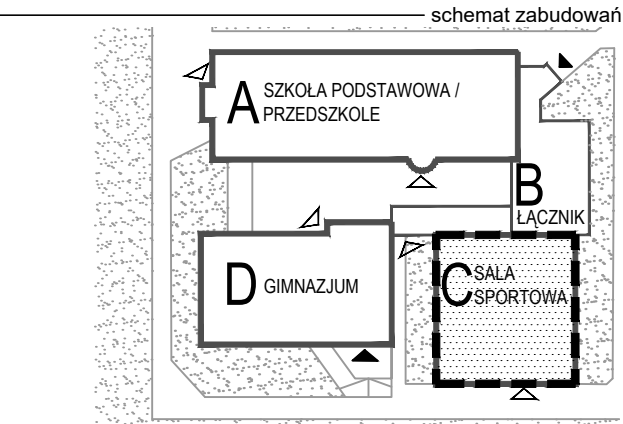 schemat zabudowań
A SZKOŁA PODSTAWOWA /
PRZEDSZKOLE
B
ŁĄCZNIK
C SALA
SPORTOWA
D GIMNAZJUM